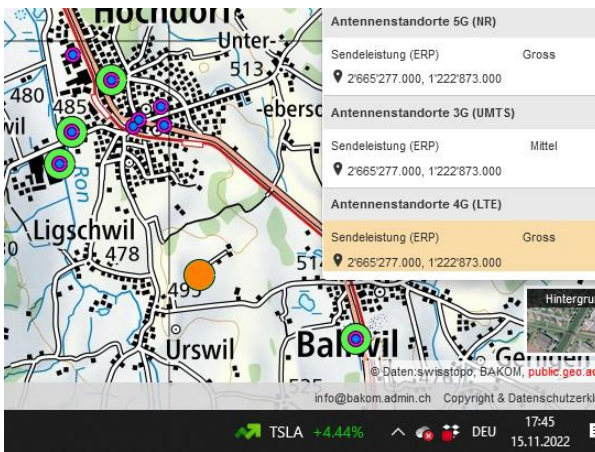 Hochdorf
Unter-
513
480
485
-ebersol
wil
Ron
Ligschwil
478
0
51
495
Urswil
Ballwil
525
Antennenstandorte 5G (NR)
Sendeleistung (ERP) Gross
2'665'277.000, 1'222'873.000
Antennenstandorte 3G (UMTS)
Sendeleistung (ERP) Mittel
2'665'277.000, 1'222'873.000
Antennenstandorte 4G (LTE)
Sendeleistung (ERP) Gross
2'665'277.000, 1'222'873.000
Hintergru
© Daten:swisstopo, BAKOM, public.geo.ad
info@bakom.admin.ch Copyright & Datenschutzerkl
TSLA +4.44% DEU 17:45
15.11.2022